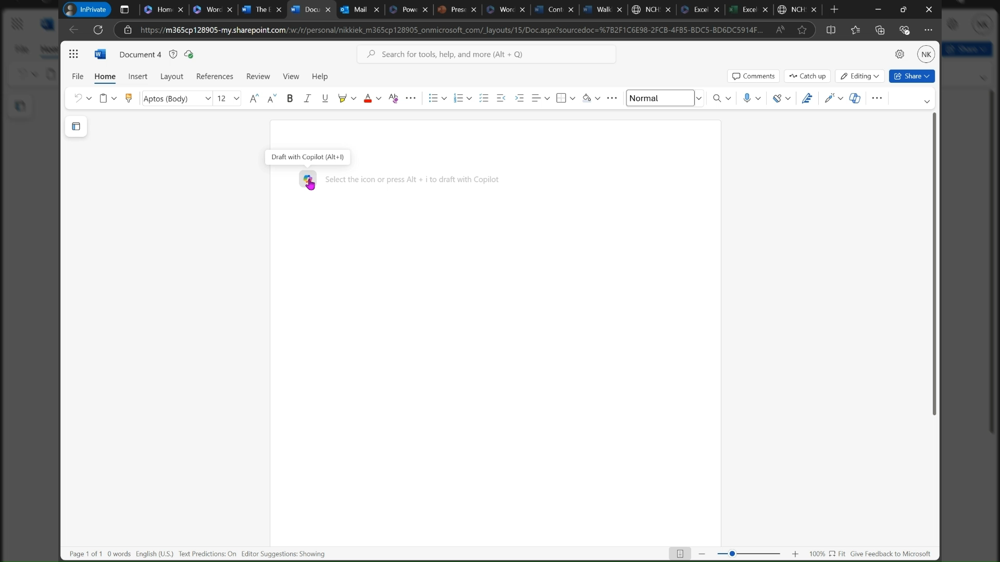 InPrivate Hom Word The E Docu Mail Powe Prese Word Cont Walk NCH Excel Excel NCH
https://m365cp128905-my.sharepoint.com/:w:/r/personal/nikkiek_m365cp128905_onmicrosoft_com/_layouts/15/Doc.aspx?sourcedoc=%7B2F1C6E98-2FCB-4FB5-BDC5-BD6DC5914F...
Document 4
Search for tools, help, and more (Alt + Q)
NK
File Home Insert Layout References Review View Help
Comments Catch up Editing Share
Aptos (Body) 12 Normal
Draft with Copilot (Alt+I)
Select the icon or press Alt + i to draft with Copilot
Page 1 of 1 0 words English (U.S.) Text Predictions: On Editor Suggestions: Showing
100% Fit Give Feedback to Microsoft